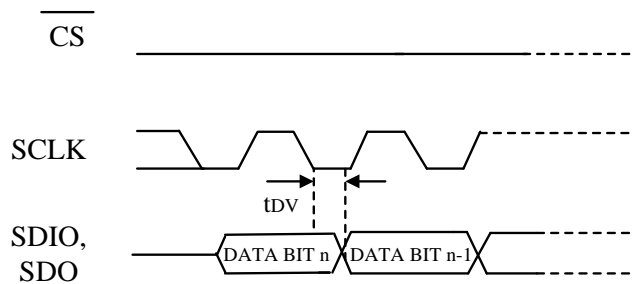 CS
SCLK
tDV
SDIO,
SDO
DATA BIT n
DATA BIT n-1